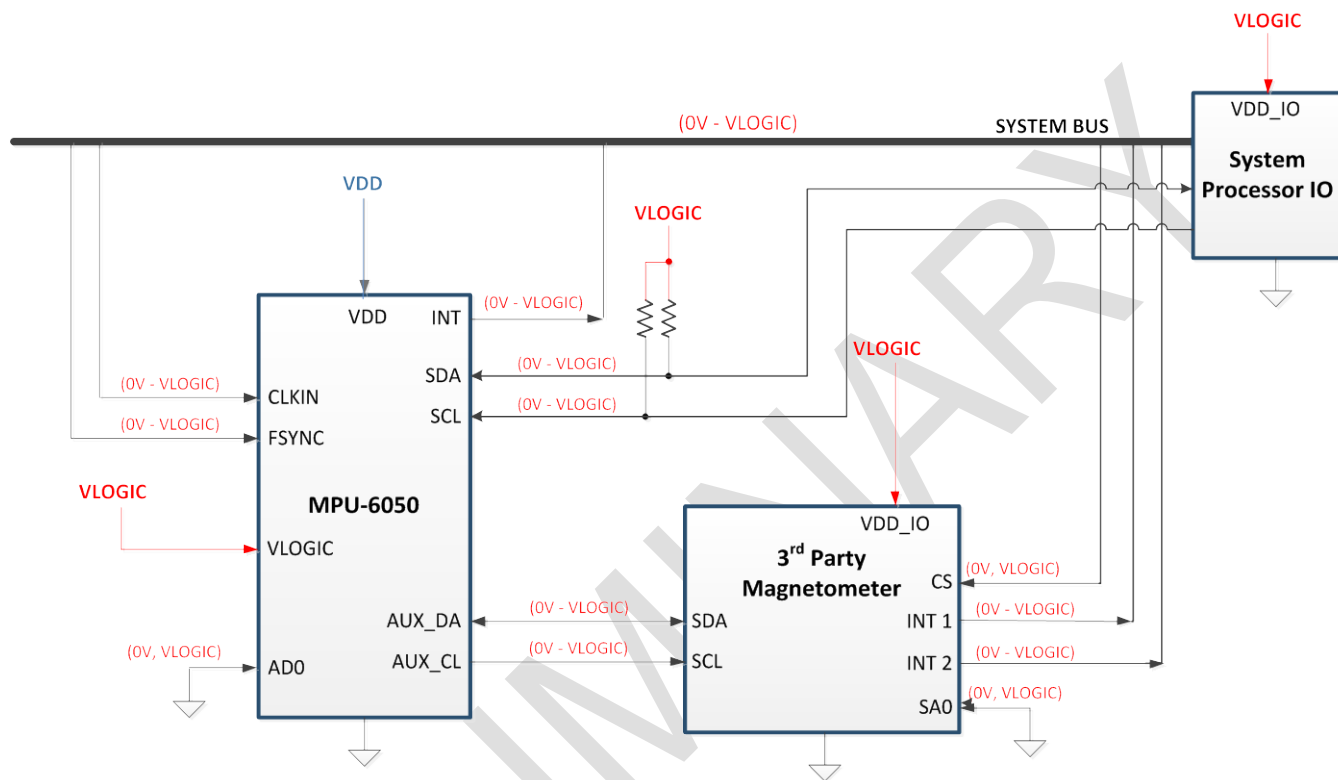 VLOGIC
VDD_IO
System
Processor IO
(0V - VLOGIC)
SYSTEM BUS
VDD
VLOGIC
VDD
INT
(0V - VLOGIC)
SDA
(0V - VLOGIC)
SCL
(0V - VLOGIC)
(0V - VLOGIC)
CLKIN
(0V - VLOGIC)
FSYNC
VLOGIC
VLOGIC
MPU-6050
(0V, VLOGIC)
AD0
AUX_DA
(0V - VLOGIC)
AUX_CL
(0V - VLOGIC)
VLOGIC
VDD_IO
3rd Party
Magnetometer
CS
(0V, VLOGIC)
SDA
INT 1
(0V - VLOGIC)
SCL
INT 2
(0V - VLOGIC)
SA0
(0V, VLOGIC)